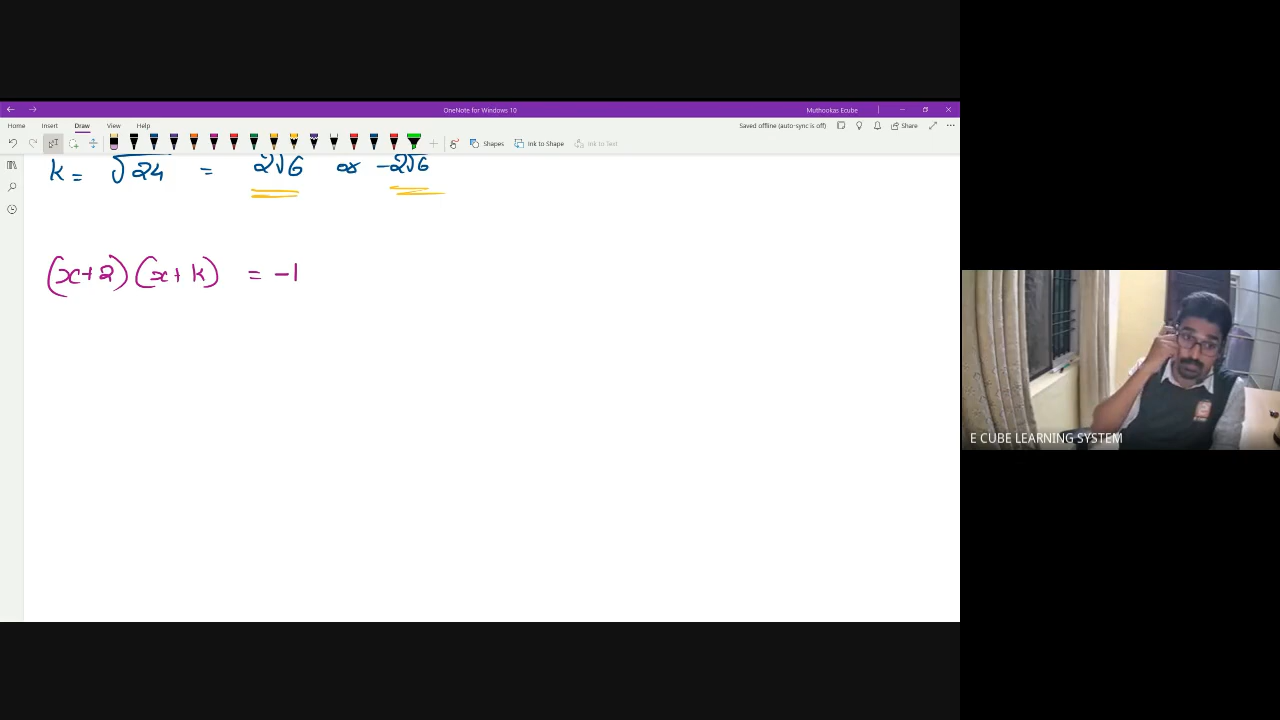 OneNote for Windows 10
Muthookas Ecube
Home Insert Draw View Help
Saved offline (auto-sync is off)
Share
Shapes
Ink to Shape
Ink to Text
k = √24 = 2√6 or -2√6
(x+2)(x+k) = -1
E CUBE LEARNING SYSTEM